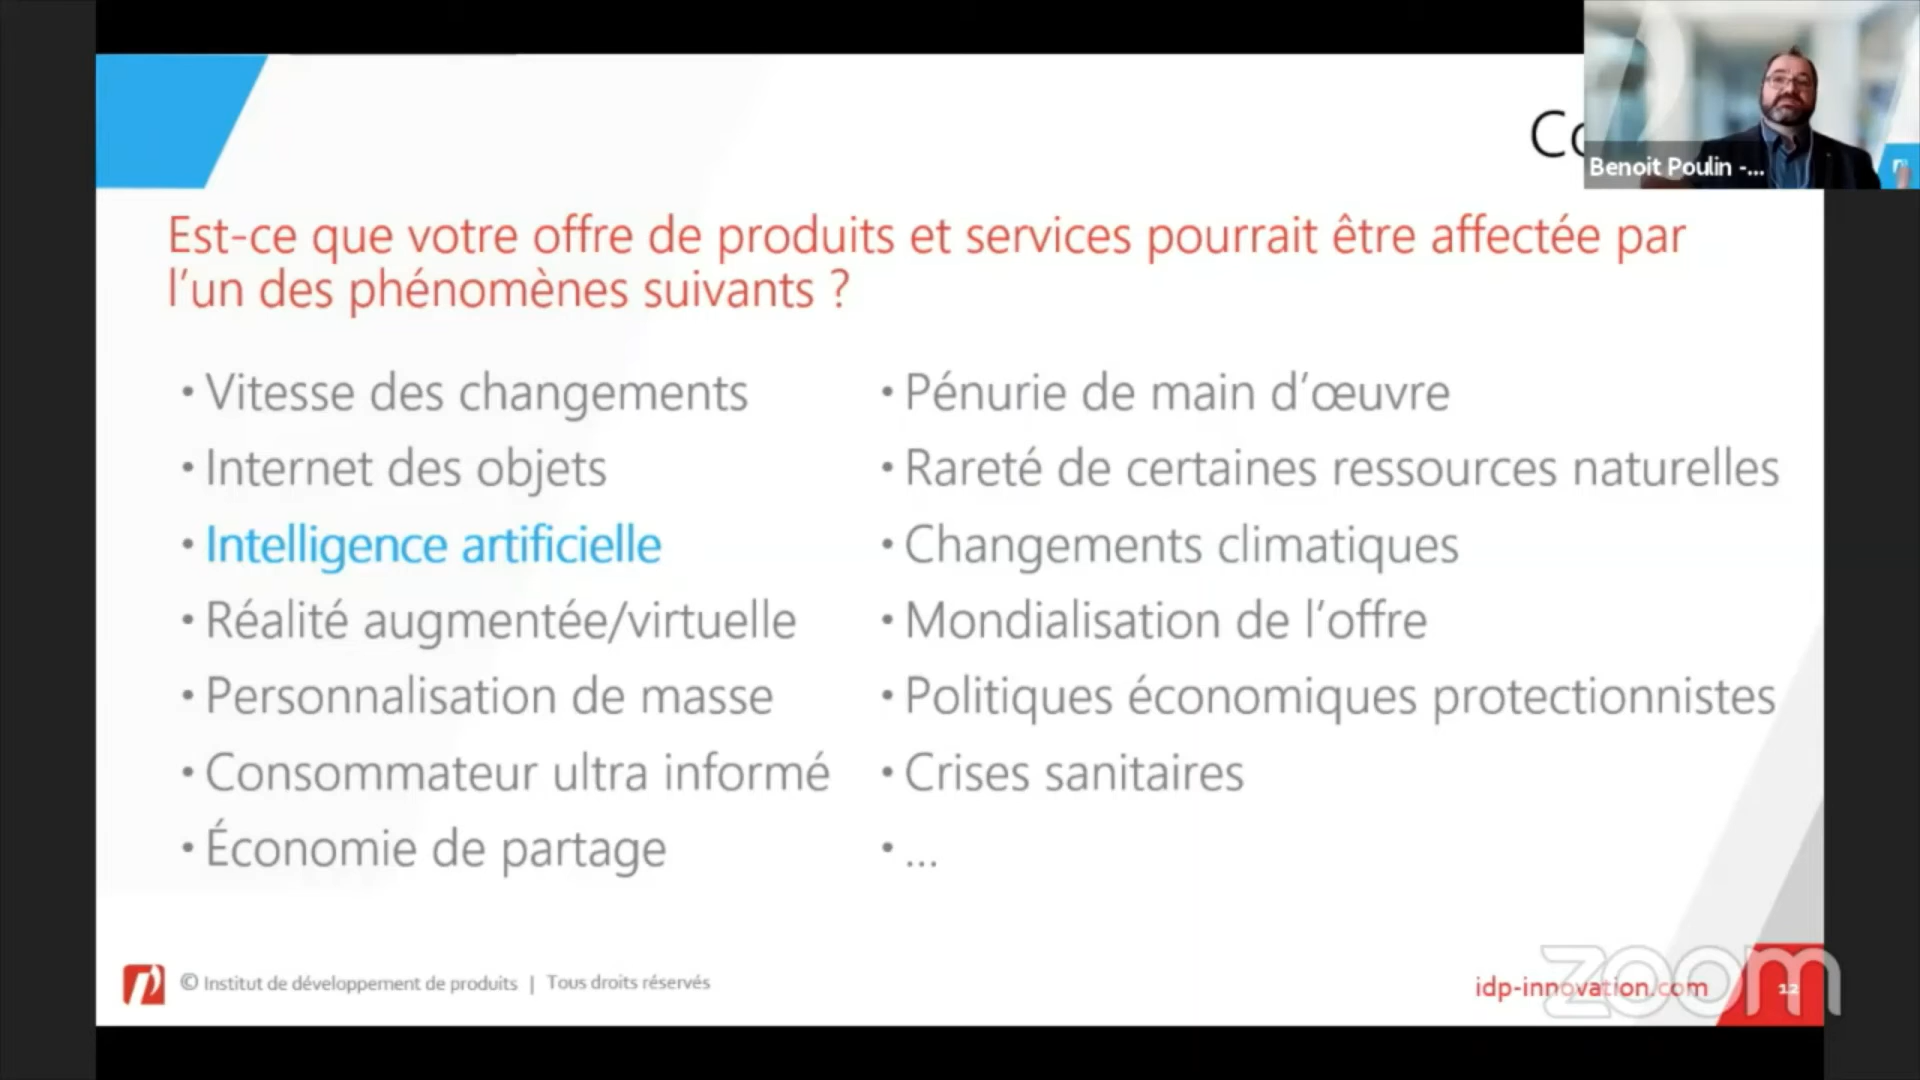 Co
Benoit Poulin -...
Est-ce que votre offre de produits et services pourrait être affectée par
l’un des phénomènes suivants ?
• Vitesse des changements
• Internet des objets
• Intelligence artificielle
• Réalité augmentée/virtuelle
• Personnalisation de masse
• Consommateur ultra informé
• Économie de partage
• Pénurie de main d’œuvre
• Rareté de certaines ressources naturelles
• Changements climatiques
• Mondialisation de l’offre
• Politiques économiques protectionnistes
• Crises sanitaires
• ...
© Institut de développement de produits | Tous droits réservés
idp-innovation.com
12
zoom